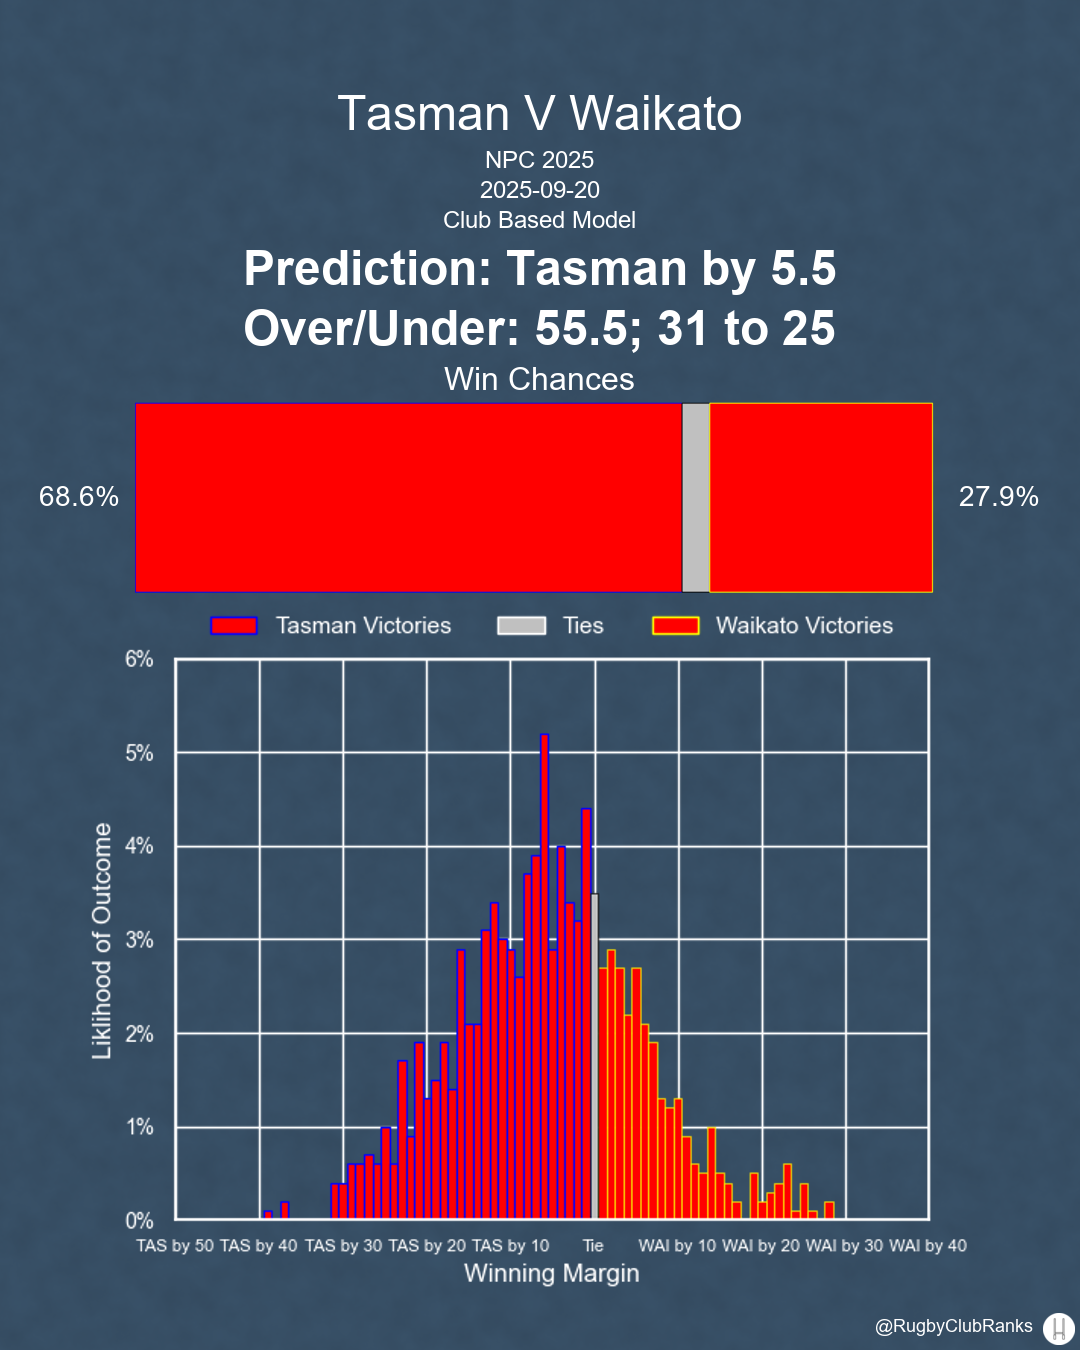 Tasman V Waikato
NPC 2025
2025-09-20
Club Based Model
Prediction: Tasman by 5.5
Over/Under: 55.5; 31 to 25
Win Chances
68.6%
27.9%
Tasman Victories
Ties
Waikato Victories
6%
5%
4%
3%
2%
1%
0%
Liklihood of Outcome
TAS by 50 TAS by 40 TAS by 30 TAS by 20 TAS by 10 Tie WAI by 10 WAI by 20 WAI by 30 WAI by 40
Winning Margin
@RugbyClubRanks